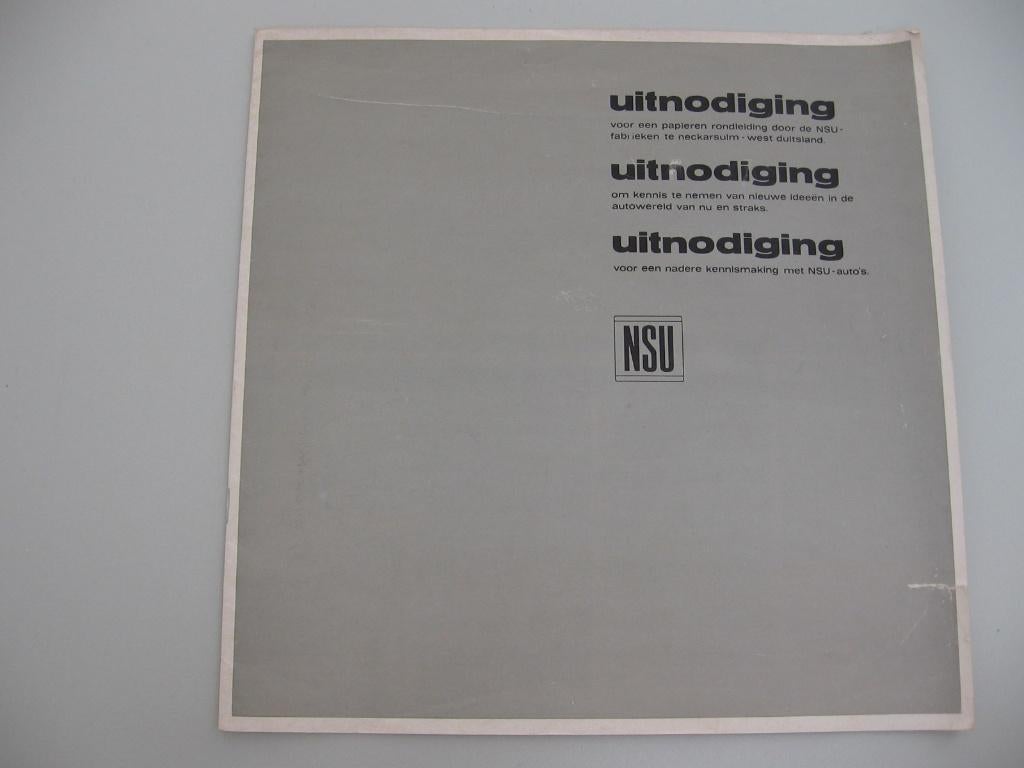 uitnodiging
voor een papieren rondleiding door de NSU-
fabrieken te neckarsulm - west duitsland.
uitnodiging
om kennis te nemen van nieuwe ideeën in de
autowereld van nu en straks.
uitnodiging
voor een nadere kennismaking met NSU-auto's.
NSU